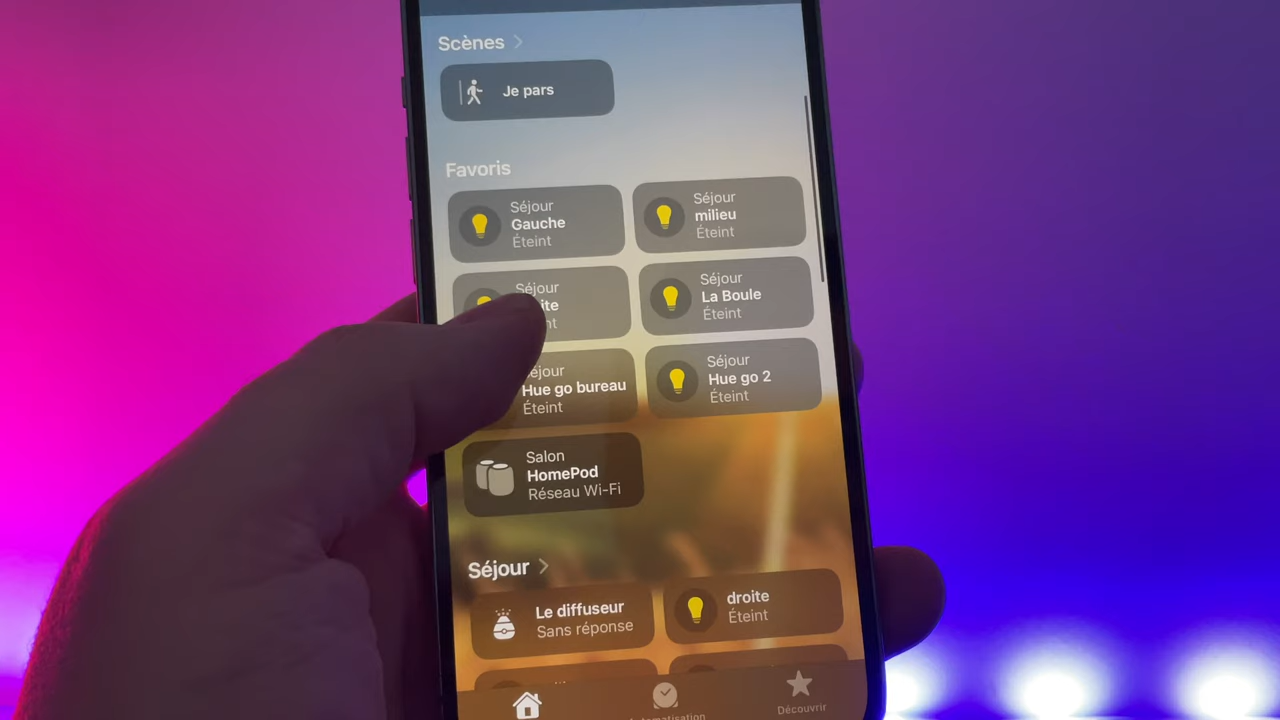 Scènes
Je pars
Favoris
Séjour
Gauche
Éteint
Séjour
milieu
Éteint
Séjour
Séjour
La Boule
Éteint
Hue go bureau
Éteint
Séjour
Hue go 2
Éteint
Salon
HomePod
Réseau Wi-Fi
Séjour
Le diffuseur
Sans réponse
droite
Éteint
Découvrir